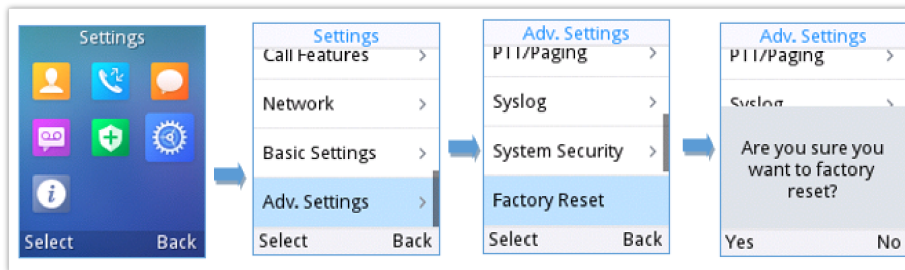 Settings
Select Back
Settings
Call Features
Network
Basic Settings
Adv. Settings
Select Back
Adv. Settings
PTT/Paging
Syslog
System Security
Factory Reset
Select Back
Adv. Settings
PTT/Paging
Syslog
Are you sure you
want to factory
reset?
Yes No